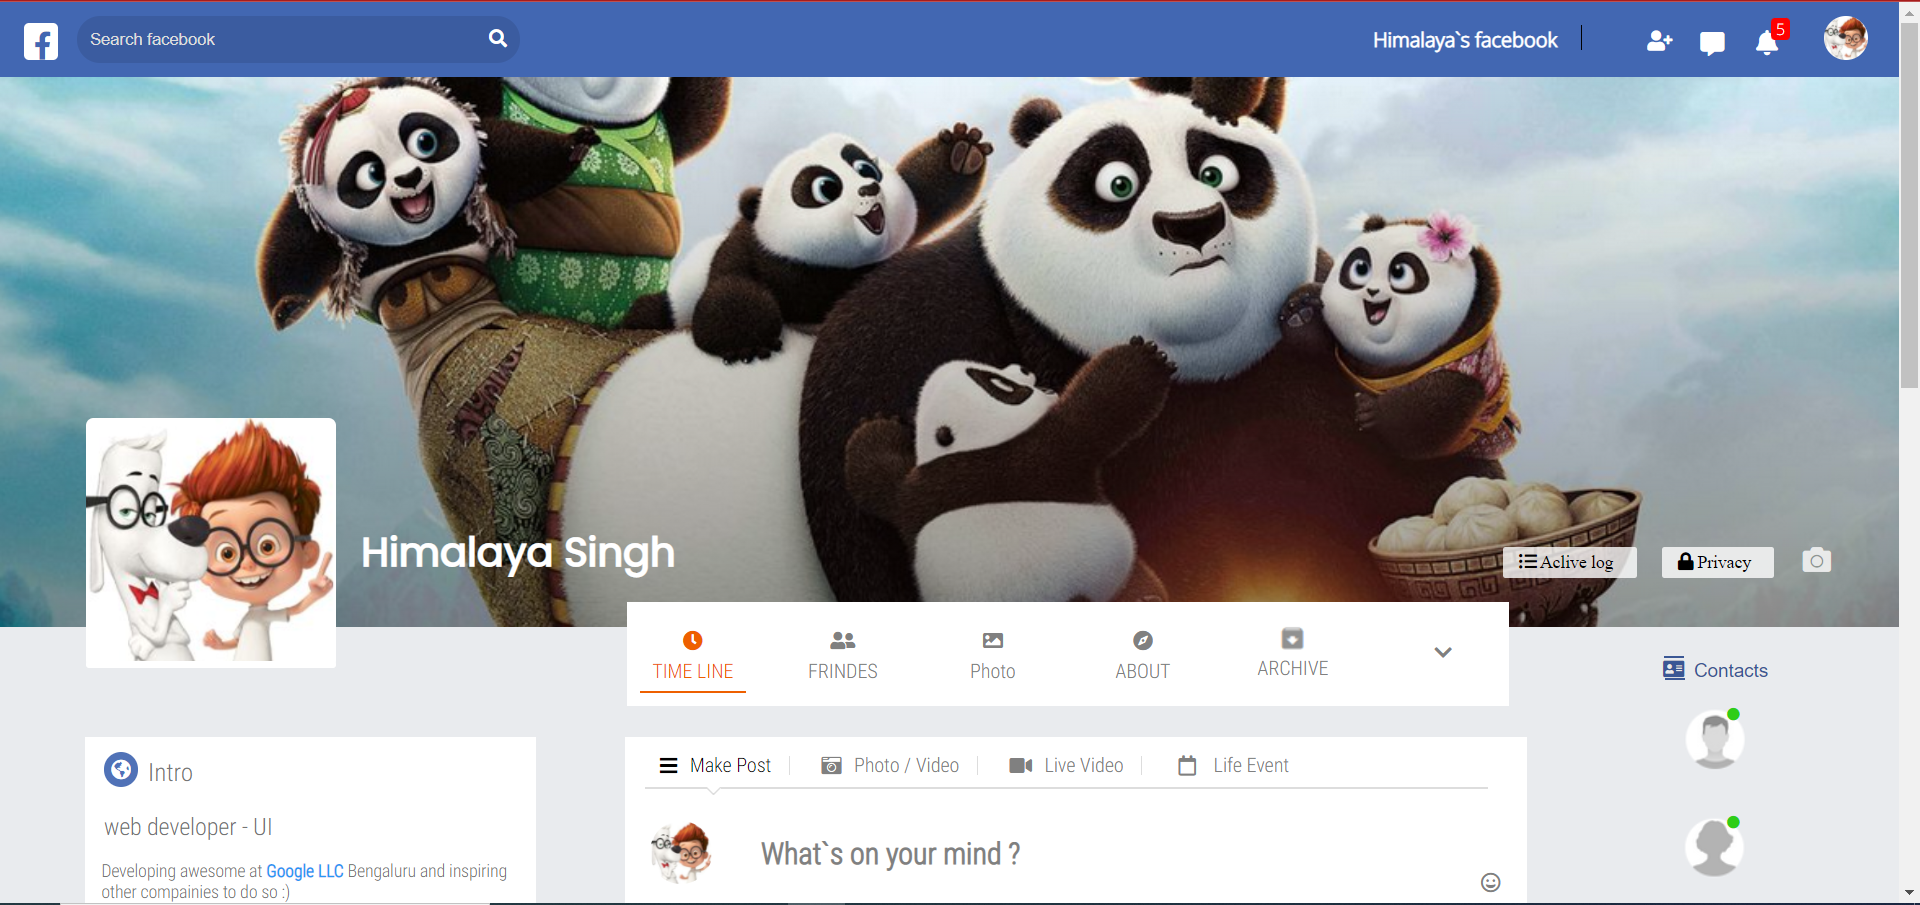 Search facebook
Himalaya`s facebook
5
Himalaya Singh
Aclive log
Privacy
TIME LINE
FRINDES
Photo
ABOUT
ARCHIVE
Contacts
Intro
web developer - UI
Developing awesome at Google LLC Bengaluru and inspiring
other compainies to do so :)
Make Post
Photo / Video
Live Video
Life Event
What`s on your mind ?